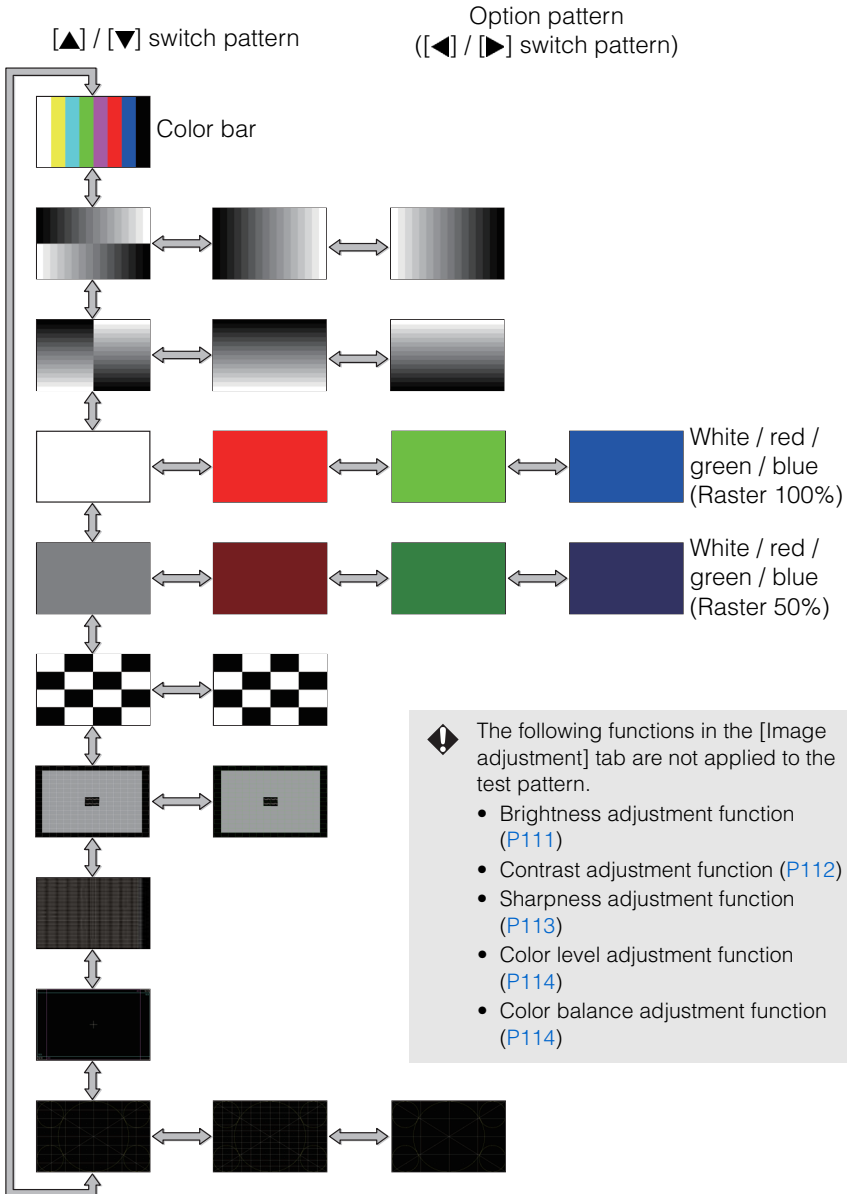 [▲] / [▼] switch pattern
Option pattern
([◀] / [▶] switch pattern)
Color bar
White / red /
green / blue
(Raster 100%)
White / red /
green / blue
(Raster 50%)
The following functions in the [Image
adjustment] tab are not applied to the
test pattern.
• Brightness adjustment function
(P111)
• Contrast adjustment function (P112)
• Sharpness adjustment function
(P113)
• Color level adjustment function
(P114)
• Color balance adjustment function
(P114)